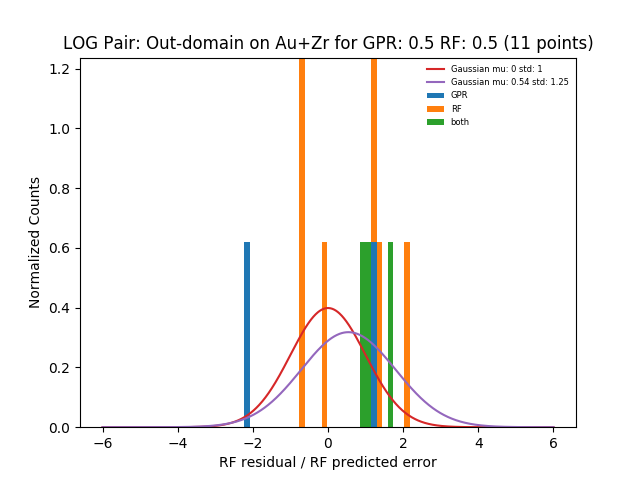 LOG Pair: Out-domain on Au+Zr for GPR: 0.5 RF: 0.5 (11 points)
Gaussian mu: 0 std: 1
Gaussian mu: 0.54 std: 1.25
GPR
RF
both
Normalized Counts
1.2
1.0
0.8
0.6
0.4
0.2
0.0
−6 −4 −2 0 2 4 6
RF residual / RF predicted error